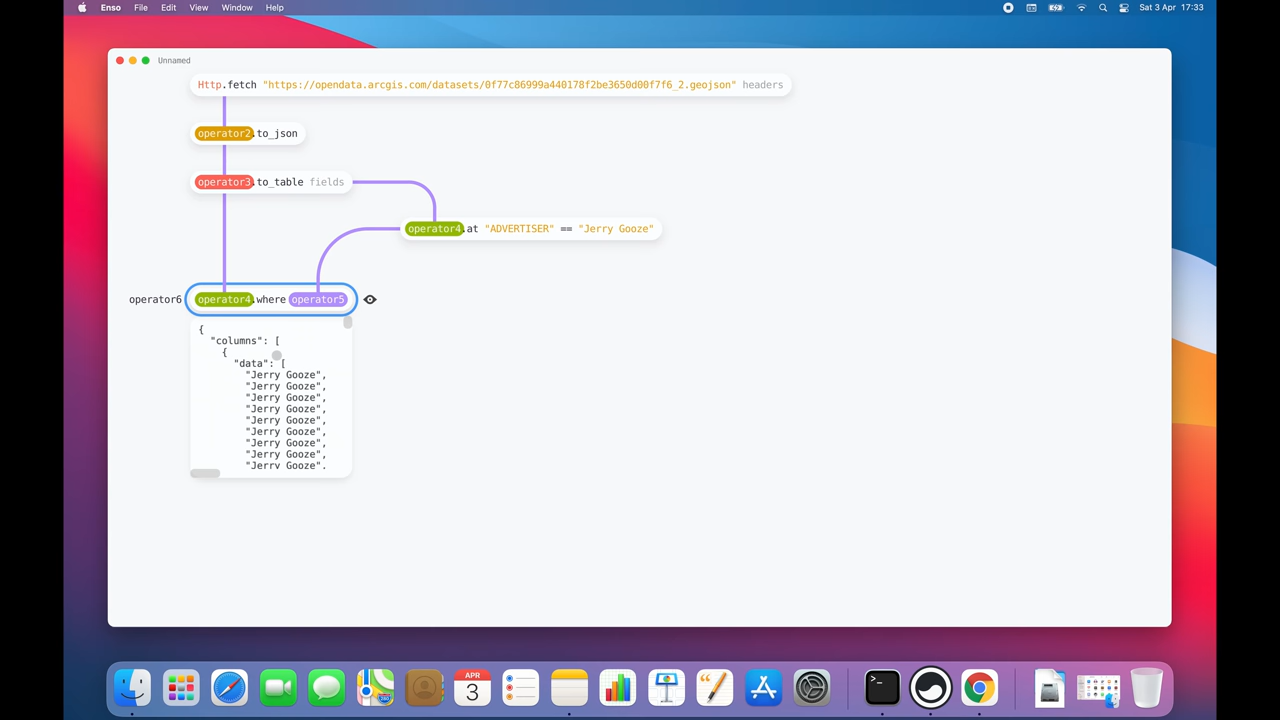 Enso File Edit View Window Help Sat 3 Apr 17:33
Unnamed
Http.fetch "https://opendata.arcgis.com/datasets/0f77c86999a440178f2be3650d00f7f6_2.geojson" headers
operator2.to_json
operator3.to_table fields
operator4.at "ADVERTISER" == "Jerry Gooze"
operator6 operator4.where operator5
{
"columns": [
{
"data": [
"Jerry Gooze",
"Jerry Gooze",
"Jerry Gooze",
"Jerry Gooze",
"Jerry Gooze",
"Jerry Gooze",
"Jerry Gooze",
"Jerry Gooze",
"Jerry Gooze",
APR
3